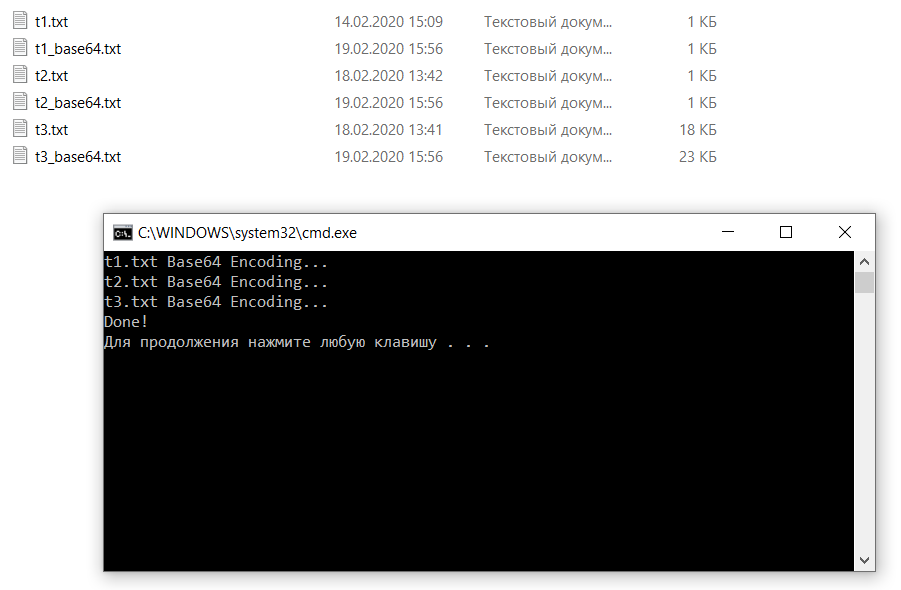 t1.txt 14.02.2020 15:09 Текстовый докум... 1 КБ
t1_base64.txt 19.02.2020 15:56 Текстовый докум... 1 КБ
t2.txt 18.02.2020 13:42 Текстовый докум... 1 КБ
t2_base64.txt 19.02.2020 15:56 Текстовый докум... 1 КБ
t3.txt 18.02.2020 13:41 Текстовый докум... 18 КБ
t3_base64.txt 19.02.2020 15:56 Текстовый докум... 23 КБ
C:\WINDOWS\system32\cmd.exe
t1.txt Base64 Encoding...
t2.txt Base64 Encoding...
t3.txt Base64 Encoding...
Done!
Для продолжения нажмите любую клавишу . . .